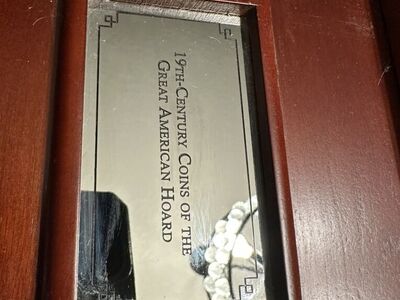 19th-Century Coins of the
Great American Hoard